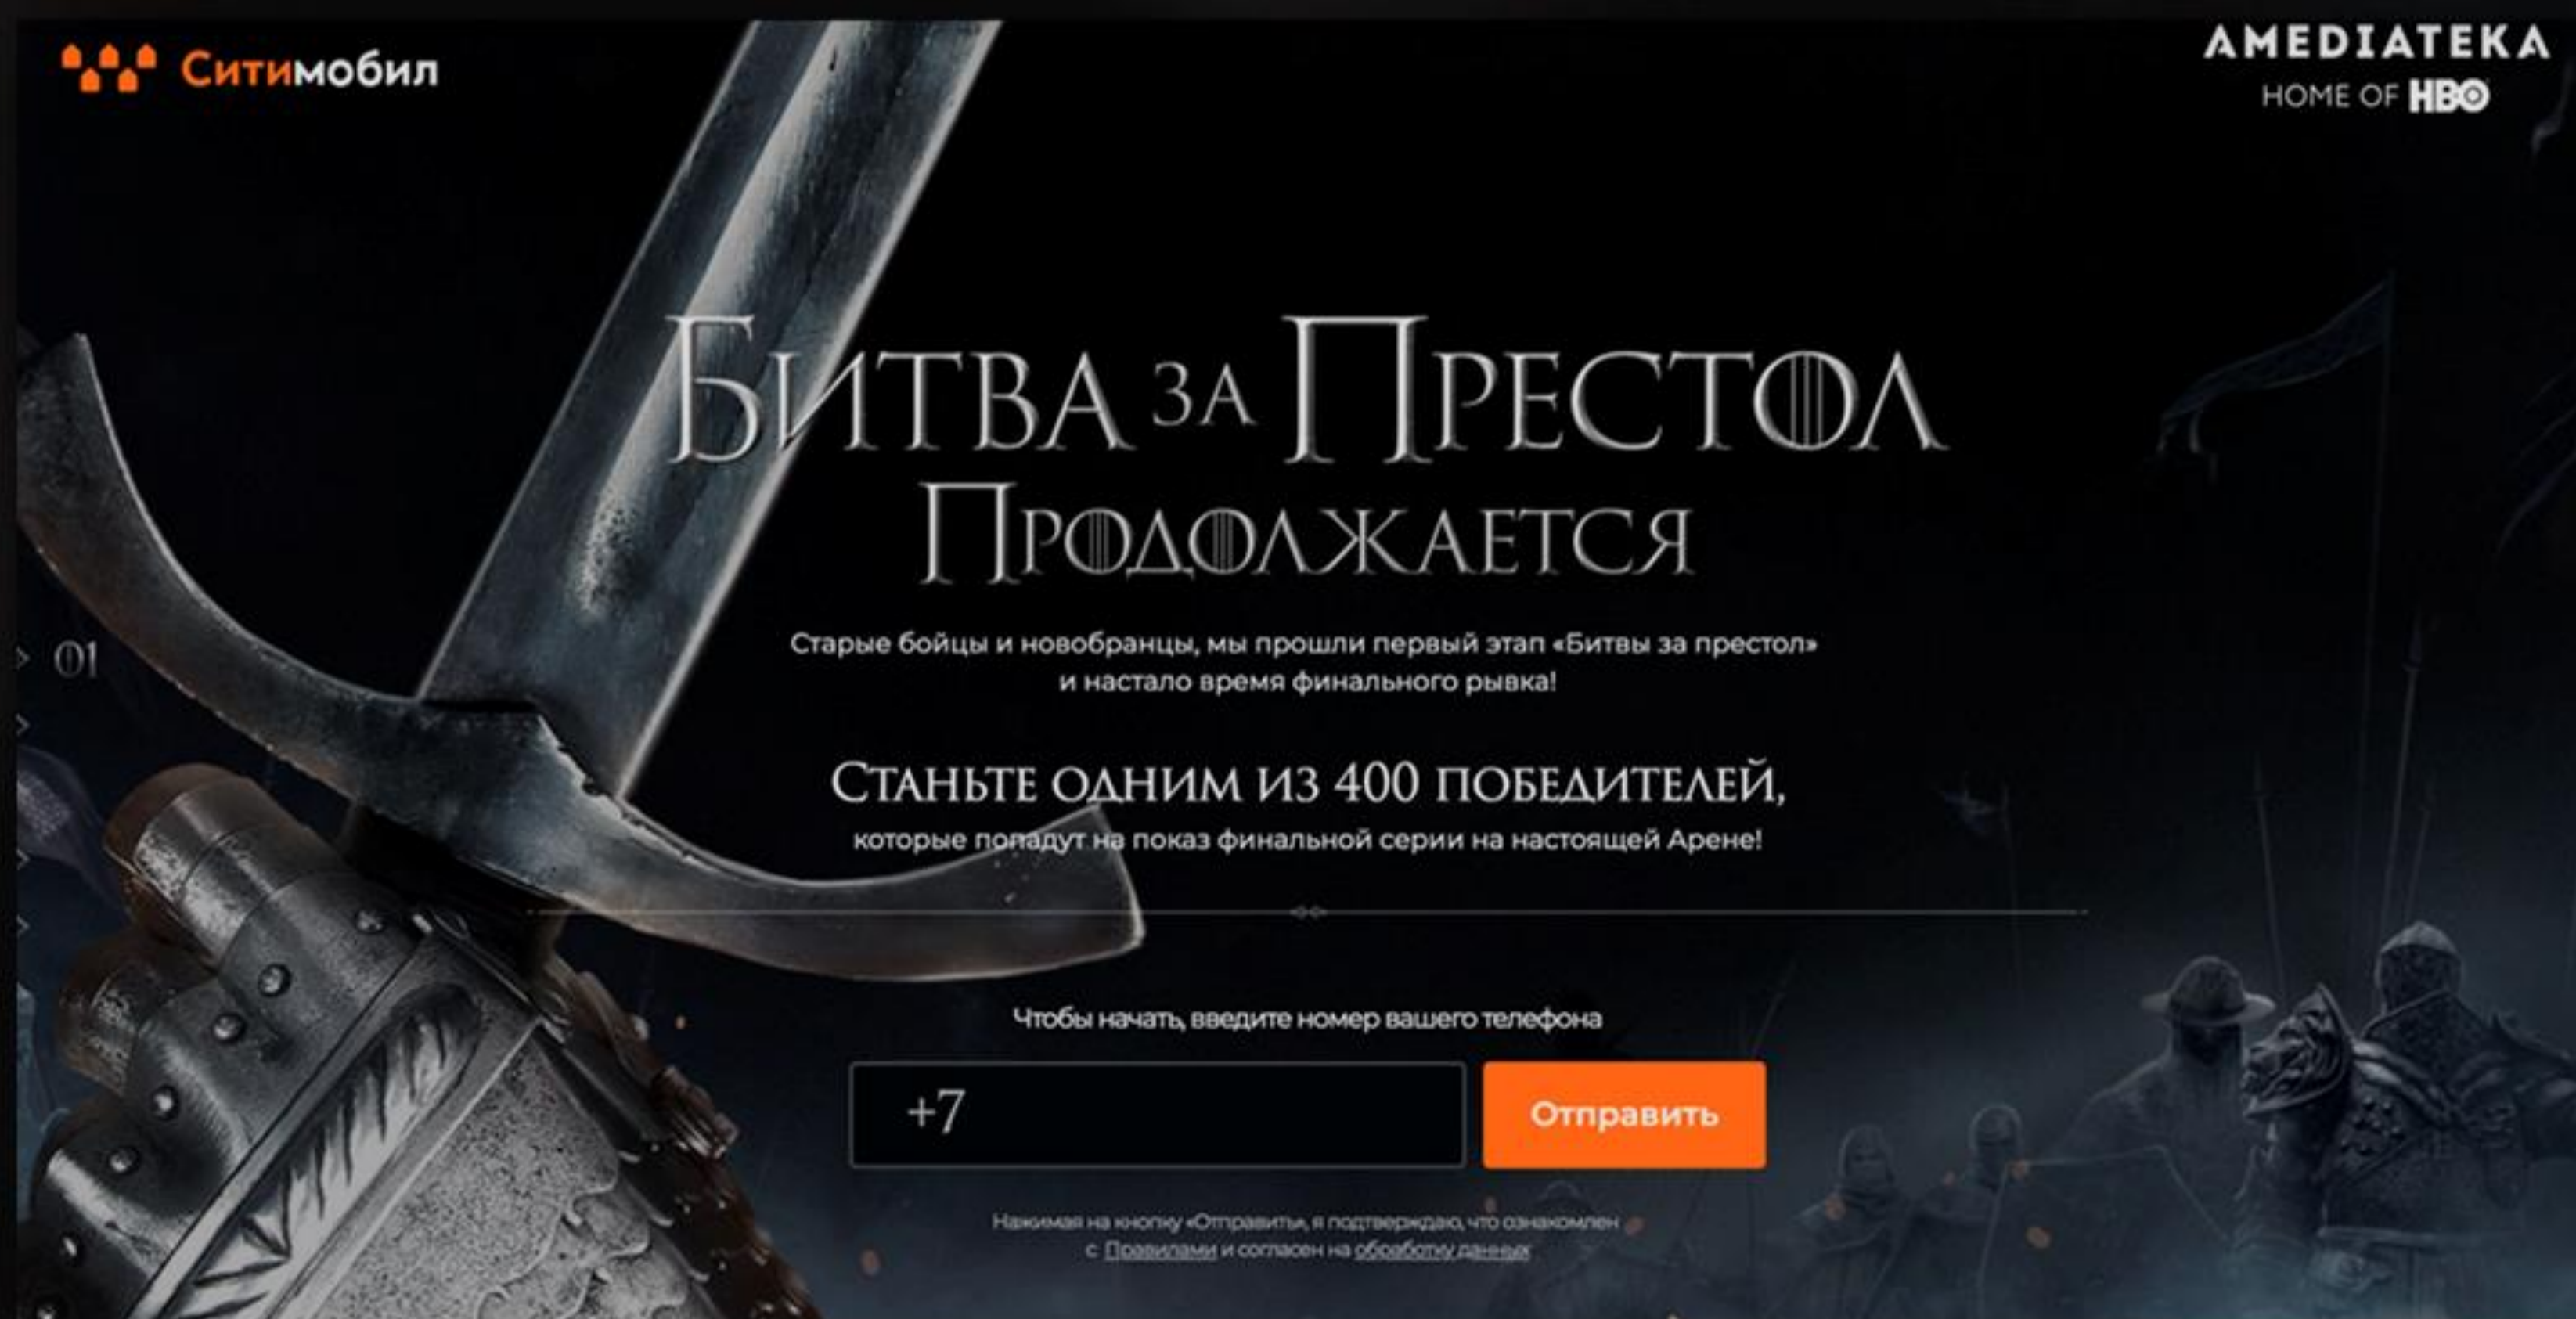 Ситимобил
AMEDIATEKA
HOME OF HBO
Битва за Престол
Продолжается
Старые бойцы и новобранцы, мы прошли первый этап «Битвы за престол»
и настало время финального рывка!
01
Станьте одним из 400 победителей,
которые попадут на показ финальной серии на настоящей Арене!
Чтобы начать, введите номер вашего телефона
+7
Отправить
Нажимая на кнопку «Отправить», я подтверждаю, что ознакомлен
с Правилами и согласен на обработку данных